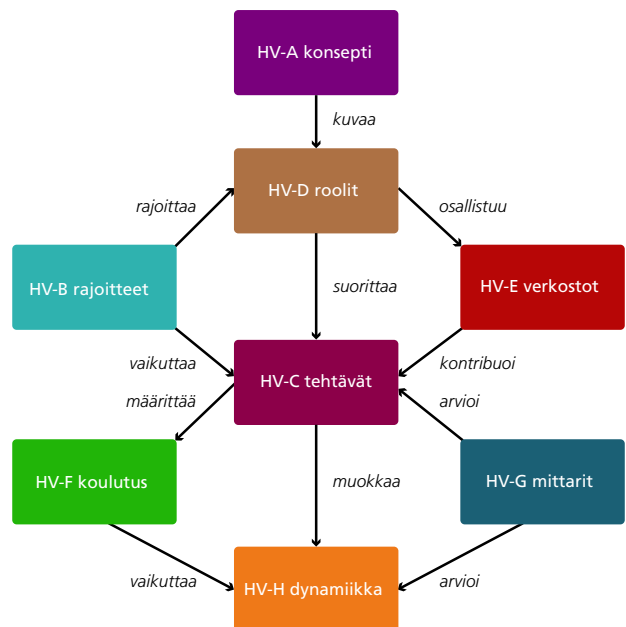 HV-A konsepti
kuvaa
HV-D roolit
rajoittaa
osallistuu
HV-B rajoitteet
suorittaa
HV-E verkostot
vaikuttaa
HV-C tehtävät
kontribuoi
määrittää
arvioi
HV-F koulutus
muokkaa
HV-G mittarit
vaikuttaa
HV-H dynamiikka
arvioi